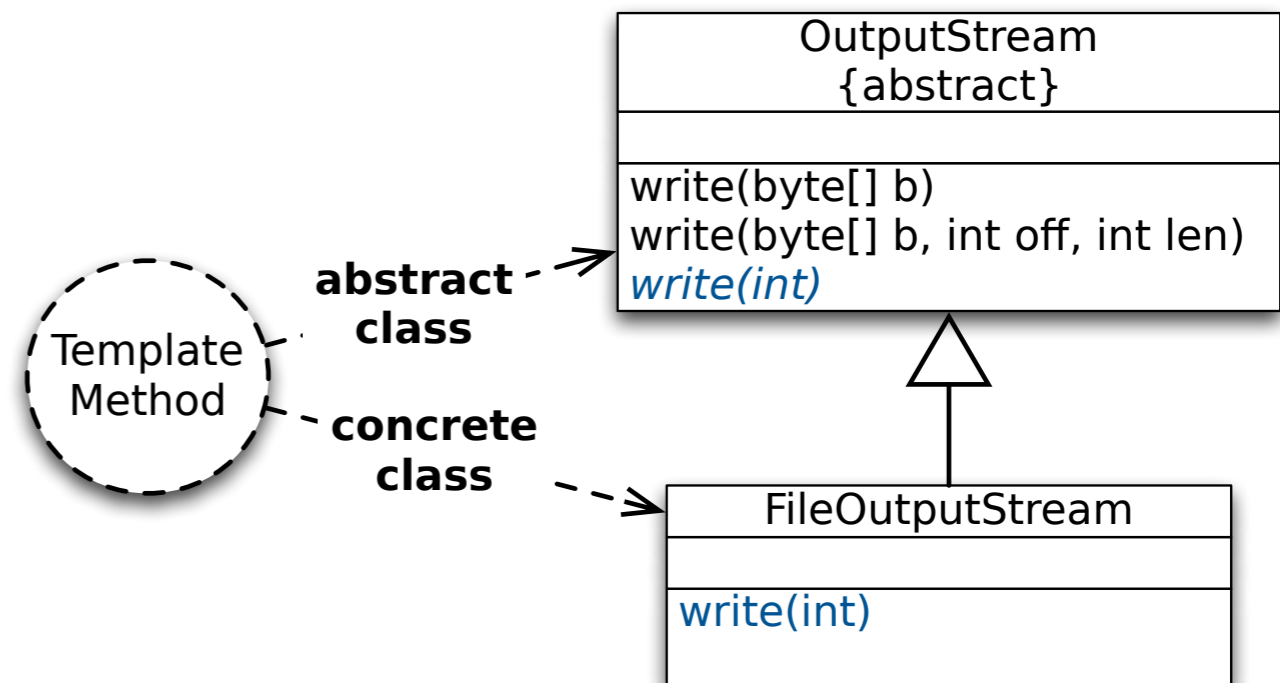 OutputStream
{abstract}
write(byte[] b)
write(byte[] b, int off, int len)
write(int)
abstract
class
Template
Method
concrete
class
FileOutputStream
write(int)